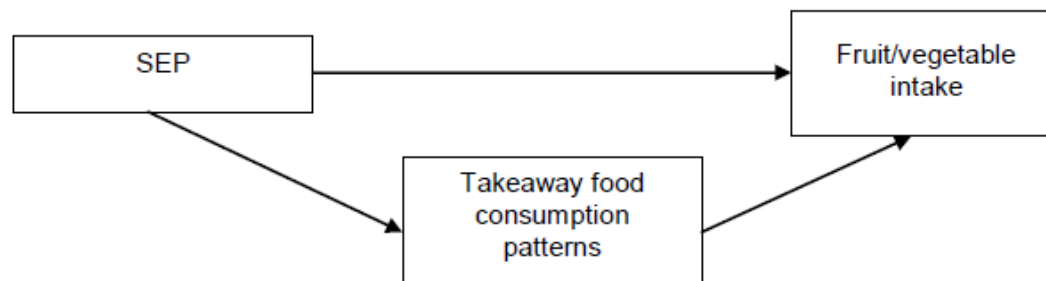 SEP
Fruit/vegetable
intake
Takeaway food
consumption
patterns